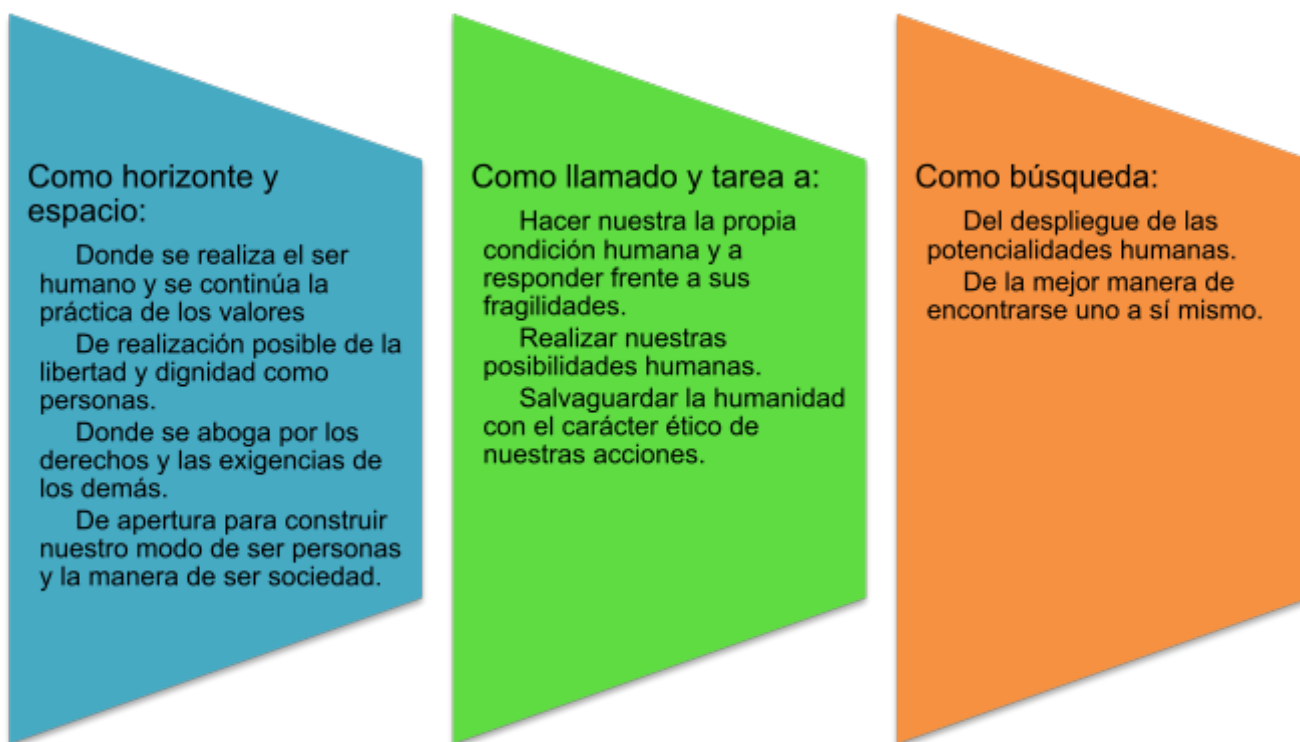 Como horizonte y
espacio:
Donde se realiza el ser
humano y se continúa la
práctica de los valores
De realización posible de la
libertad y dignidad como
personas.
Donde se aboga por los
derechos y las exigencias de
los demás.
De apertura para construir
nuestro modo de ser personas
y la manera de ser sociedad.
Como llamado y tarea a:
Hacer nuestra la propia
condición humana y a
responder frente a sus
fragilidades.
Realizar nuestras
posibilidades humanas.
Salvaguardar la humanidad
con el carácter ético de
nuestras acciones.
Como búsqueda:
Del despliegue de las
potencialidades humanas.
De la mejor manera de
encontrarse uno a sí mismo.